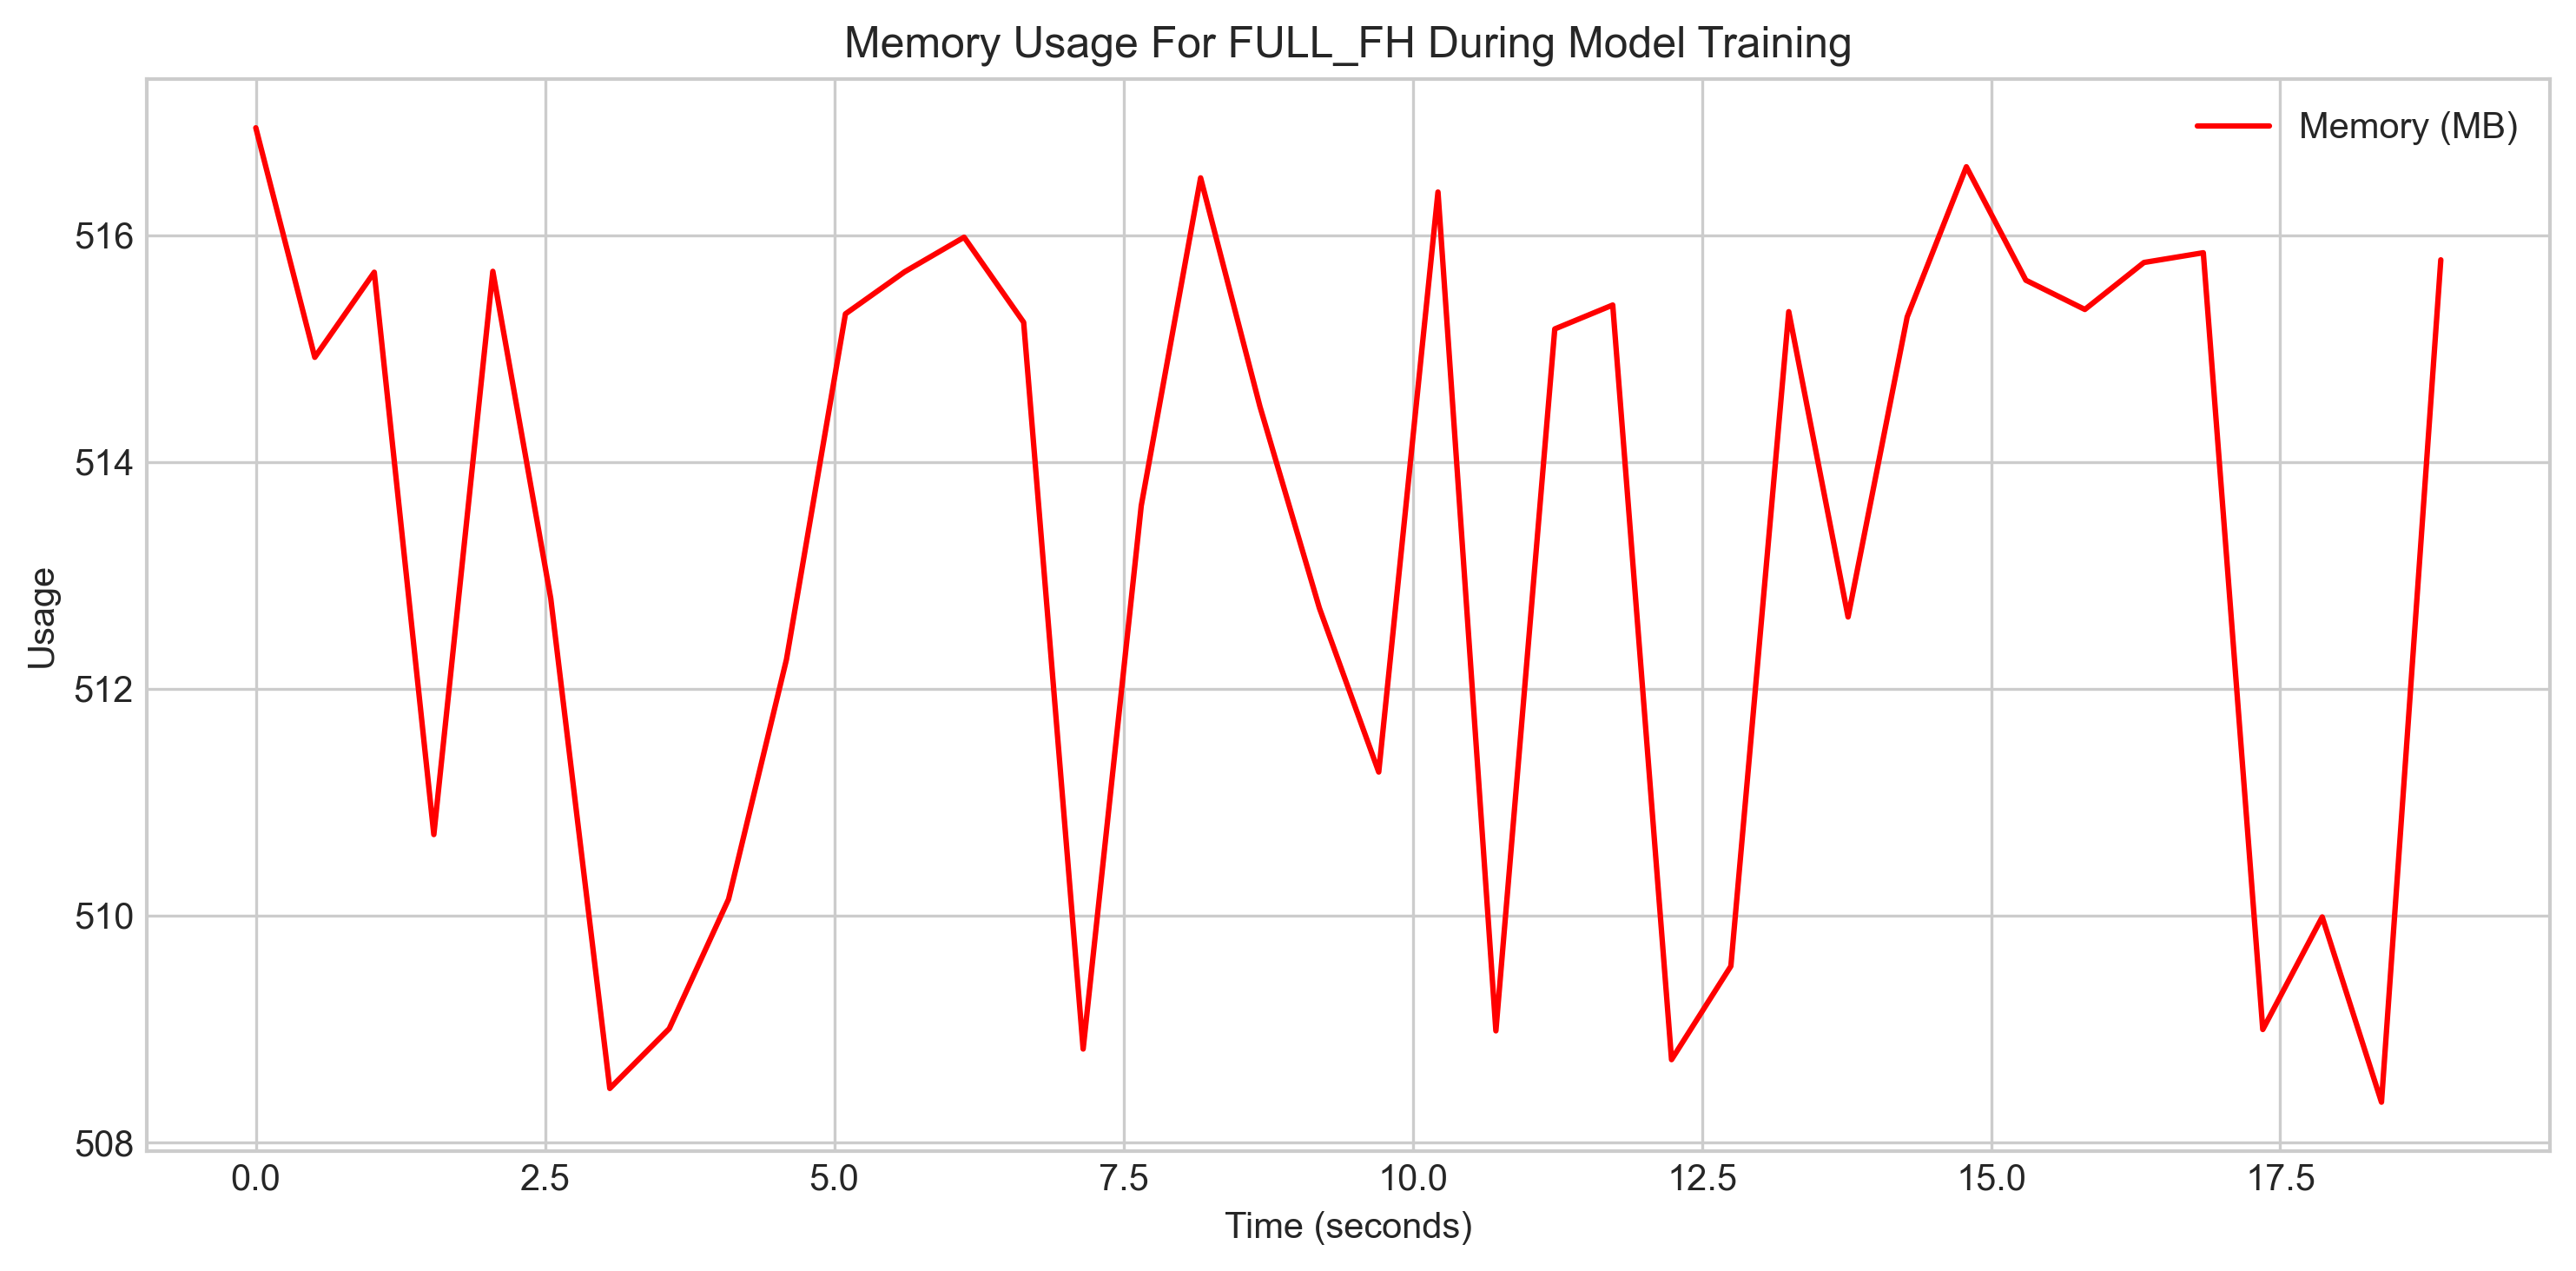 Memory Usage For FULL_FH During Model Training
Memory (MB)
516
514
512
510
508
Usage
0.0 2.5 5.0 7.5 10.0 12.5 15.0 17.5
Time (seconds)